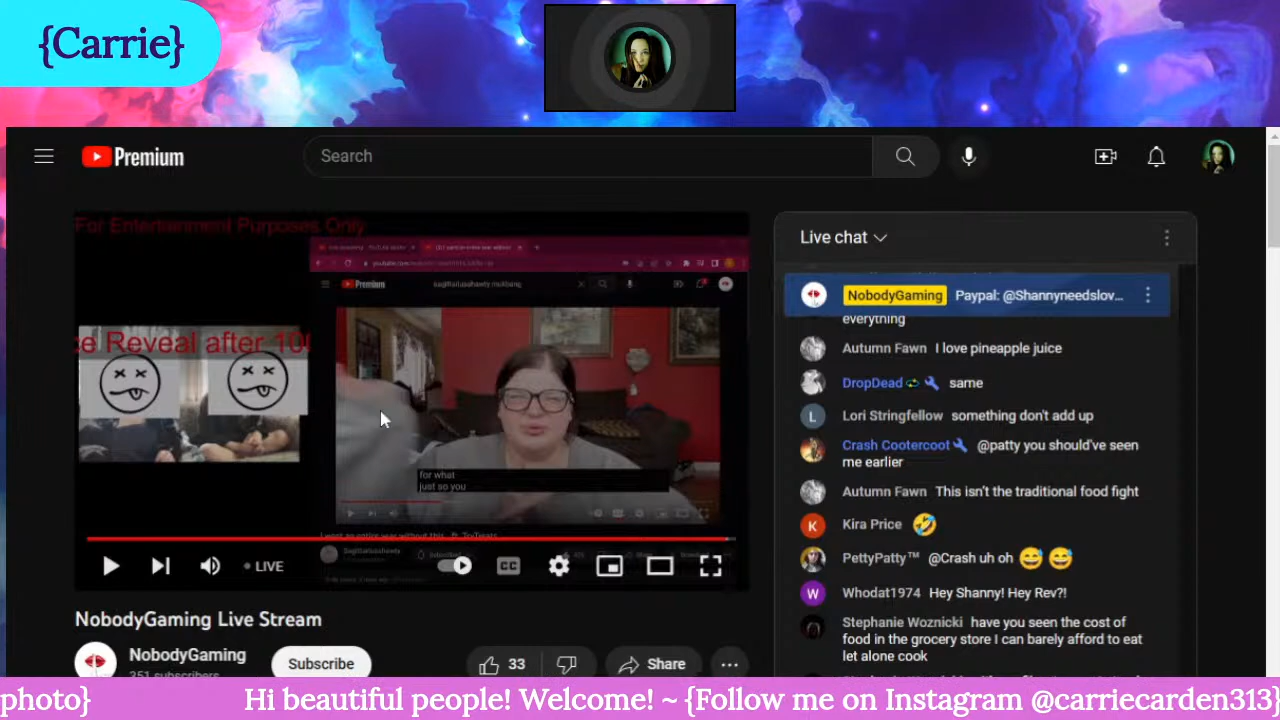 {Carrie}
Premium
Search
Live chat
For Entertainment Purposes Only
ce Reveal after 10
Premium
sagittariusshawty mukbang
for what
just so you
LIVE
CC
NobodyGaming Live Stream
NobodyGaming
351 subscribers
Subscribe
33
Share
NobodyGaming Paypal: @Shannyneedslov...
everything
Autumn Fawn I love pineapple juice
DropDead same
L Lori Stringfellow something don't add up
Crash Cootercoot @patty you should've seen
me earlier
Autumn Fawn This isn't the traditional food fight
K Kira Price 🤣
PettyPatty™ @Crash uh oh 😅 😅
W Whodat1974 Hey Shanny! Hey Rev?!
Stephanie Woznicki have you seen the cost of
food in the grocery store I can barely afford to eat
let alone cook
photo} Hi beautiful people! Welcome! ~ {Follow me on Instagram @carriecarden313}